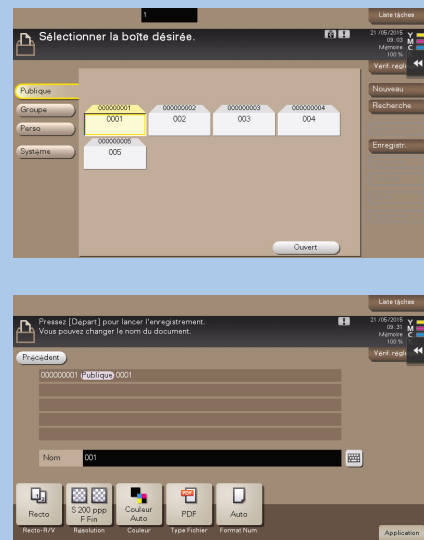 1
Liste tâches
Sélectionner la boîte désirée.
21/05/2015
09:03
Mémoire
100 %
Y
M
C
Vérif. régl
Publique
Groupe
Perso
Système
000000001
0001
000000002
002
000000003
003
000000004
004
000000005
005
Nouveau
Recherche
Enregistr.
Ouvert
Liste tâches
Pressez [Départ] pour lancer l'enregistrement.
Vous pouvez changer le nom du document.
21/05/2015
09:31
Mémoire
100 %
Y
M
C
Vérif. régl
Précédent
000000001 Publique 0001
Nom 001
Recto
S 200 ppp
F Fin
Couleur
Auto
PDF
PDF
Auto
Recto-R/V
Résolution
Couleur
Type Fichier
Format Num.
Application